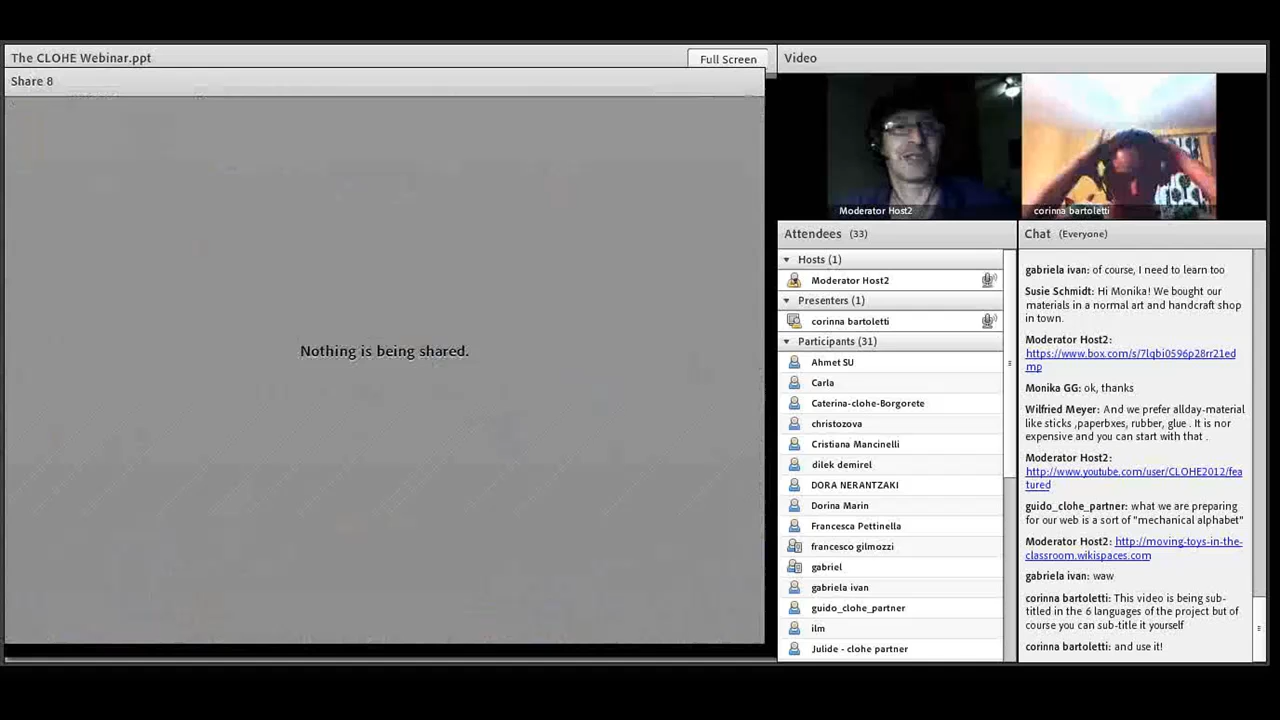 The CLOHE Webinar.ppt
Full Screen
Share 8
Nothing is being shared.
Video
Moderator Host2
corinna bartoletti
Attendees (33)
Hosts (1)
Moderator Host2
Presenters (1)
corinna bartoletti
Participants (31)
Ahmet SU
Carla
Caterina-clohe-Borgorete
christozova
Cristiana Mancinelli
dilek demirel
DORA NERANTZAKI
Dorina Marin
Francesca Pettinella
francesco gilmozzi
gabriel
gabriela ivan
guido_clohe_partner
ilm
Julide - clohe partner
Chat (Everyone)
gabriela ivan: of course, I need to learn too
Susie Schmidt: Hi Monika! We bought our
materials in a normal art and handcraft shop
in town.
Moderator Host2:
https://www.box.com/s/7lqbi0596p28rr21ed
mp
Monika GG: ok, thanks
Wilfried Meyer: And we prefer allday-material
like sticks ,paperbxes, rubber, glue . It is nor
expensive and you can start with that .
Moderator Host2:
http://www.youtube.com/user/CLOHE2012/fea
tured
guido_clohe_partner: what we are preparing
for our web is a sort of "mechanical alphabet"
Moderator Host2: http://moving-toys-in-the-
classroom.wikispaces.com
gabriela ivan: waw
corinna bartoletti: This video is being sub-
titled in the 6 languages of the project but of
course you can sub-title it yourself
corinna bartoletti: and use it!